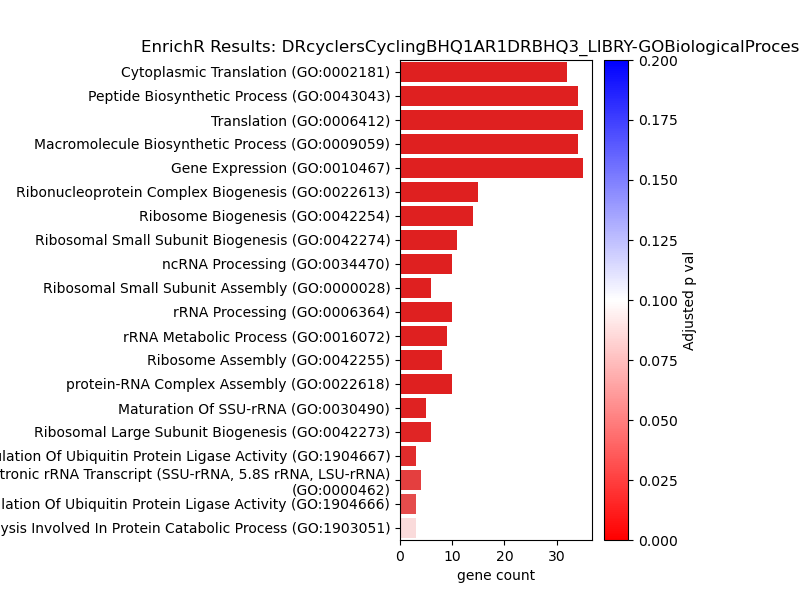 EnrichR Results: DRcyclersCyclingBHQ1AR1DRBHQ3_LIBRY-GOBiologicalProces
Cytoplasmic Translation (GO:0002181)
Peptide Biosynthetic Process (GO:0043043)
Translation (GO:0006412)
Macromolecule Biosynthetic Process (GO:0009059)
Gene Expression (GO:0010467)
Ribonucleoprotein Complex Biogenesis (GO:0022613)
Ribosome Biogenesis (GO:0042254)
Ribosomal Small Subunit Biogenesis (GO:0042274)
ncRNA Processing (GO:0034470)
Ribosomal Small Subunit Assembly (GO:0000028)
rRNA Processing (GO:0006364)
rRNA Metabolic Process (GO:0016072)
Ribosome Assembly (GO:0042255)
protein-RNA Complex Assembly (GO:0022618)
Maturation Of SSU-rRNA (GO:0030490)
Ribosomal Large Subunit Biogenesis (GO:0042273)
ulation Of Ubiquitin Protein Ligase Activity (GO:1904667)
tronic rRNA Transcript (SSU-rRNA, 5.8S rRNA, LSU-rRNA)
(GO:0000462)
lation Of Ubiquitin Protein Ligase Activity (GO:1904666)
ysis Involved In Protein Catabolic Process (GO:1903051)
0 10 20 30
gene count
0.200
0.175
0.150
0.125
0.100
0.075
0.050
0.025
0.000
Adjusted p val